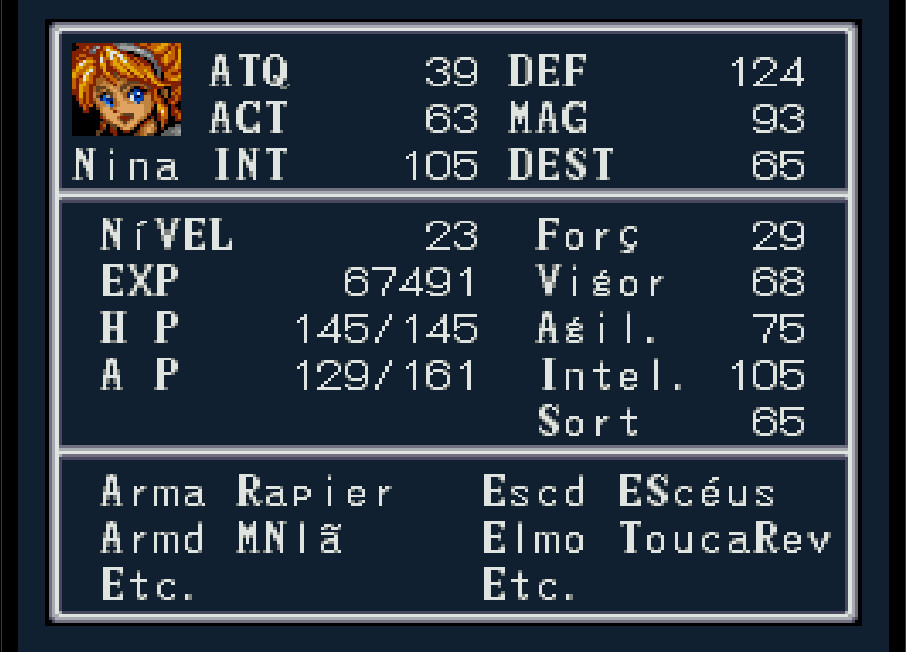 ATQ 39 DEF 124
ACT 63 MAG 93
Nina INT 105 DEST 65
NíVEL 23 Forç 29
EXP 67491 Vigor 68
H P 145/145 Agil. 75
A P 129/161 Intel. 105
Sort 65
Arma Rapier Escd EScéus
Armd MNlã Elmo ToucaRev
Etc. Etc.